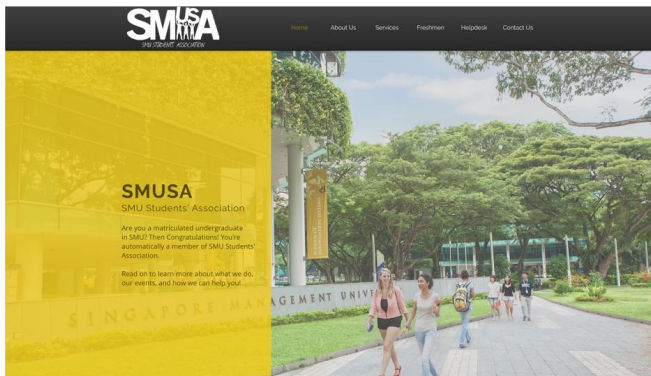 SMUSA
SMU STUDENTS' ASSOCIATION
Home
About Us
Services
Freshmen
Helpdesk
Contact Us
SMUSA
SMU Students' Association
Are you a matriculated undergraduate
in SMU? Then Congratulations! You're
automatically a member of SMU Students'
Association.
Read on to learn more about what we do,
our events, and how we can help you!
SINGAPORE MANAGEMENT UNIVE